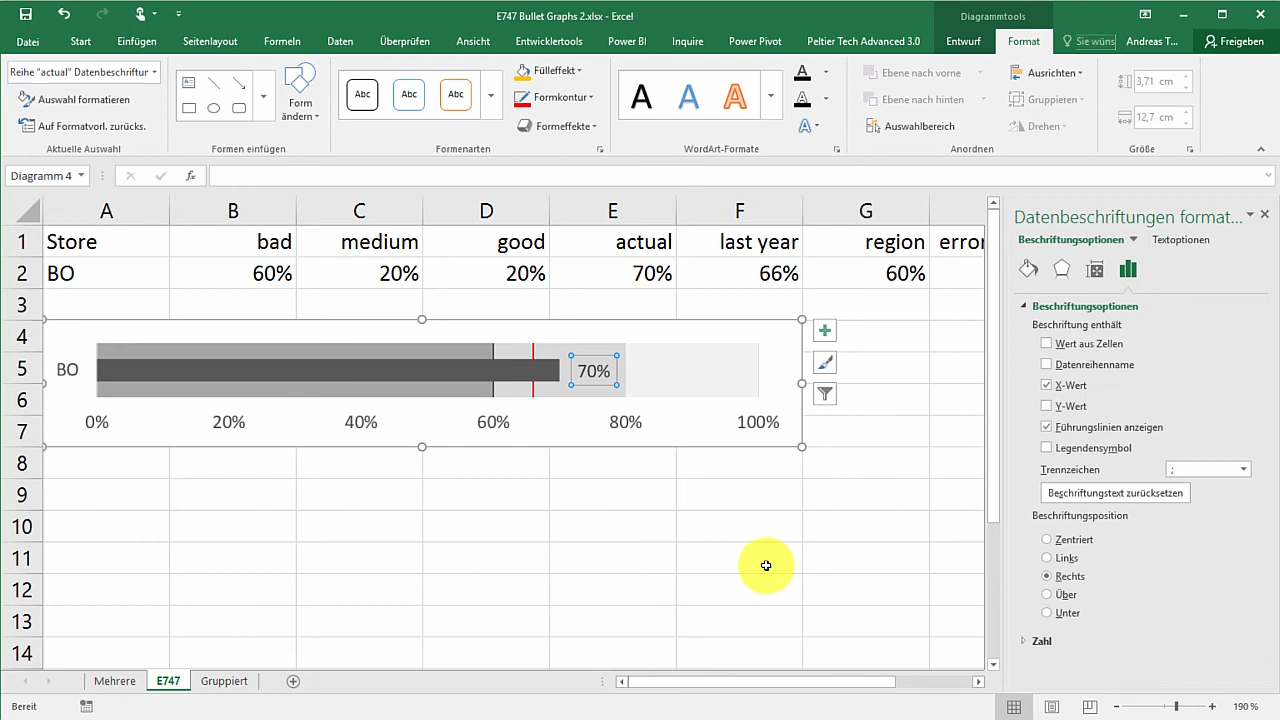 E747 Bullet Graphs 2.xlsx - Excel
Diagrammtools
Datei Start Einfügen Seitenlayout Formeln Daten Überprüfen Ansicht Entwicklertools Power BI Inquire Power Pivot Peltier Tech Advanced 3.0 Entwurf Format Sie wüns Andreas T... Freigeben
Reihe "actual" Datenbeschriftur
Auswahl formatieren
Auf Formatvorl. zurücks.
Aktuelle Auswahl
Form
ändern
Formen einfügen
Abc Abc Abc
Fülleffekt
Formkontur
Formeffekte
Formenarten
A A A
A
A
A
WordArt-Formate
Ebene nach vorne
Ebene nach hinten
Auswahlbereich
Ausrichten
Gruppieren
Drehen
Anordnen
3,71 cm
12,7 cm
Größe
Diagramm 4
fx
A B C D E F G
1 Store bad medium good actual last year region error
2 BO 60% 20% 20% 70% 66% 60%
3
4
5
6
7
8
9
10
11
12
13
14
BO
70%
0% 20% 40% 60% 80% 100%
Datenbeschriftungen format...
Beschriftungsoptionen Textoptionen
Beschriftungsoptionen
Beschriftung enthält
Wert aus Zellen
Datenreihenname
X-Wert
Y-Wert
Führungslinien anzeigen
Legendensymbol
Trennzeichen ;
Beschriftungstext zurücksetzen
Beschriftungsposition
Zentriert
Links
Rechts
Über
Unter
Zahl
Mehrere E747 Gruppiert
Bereit
190 %